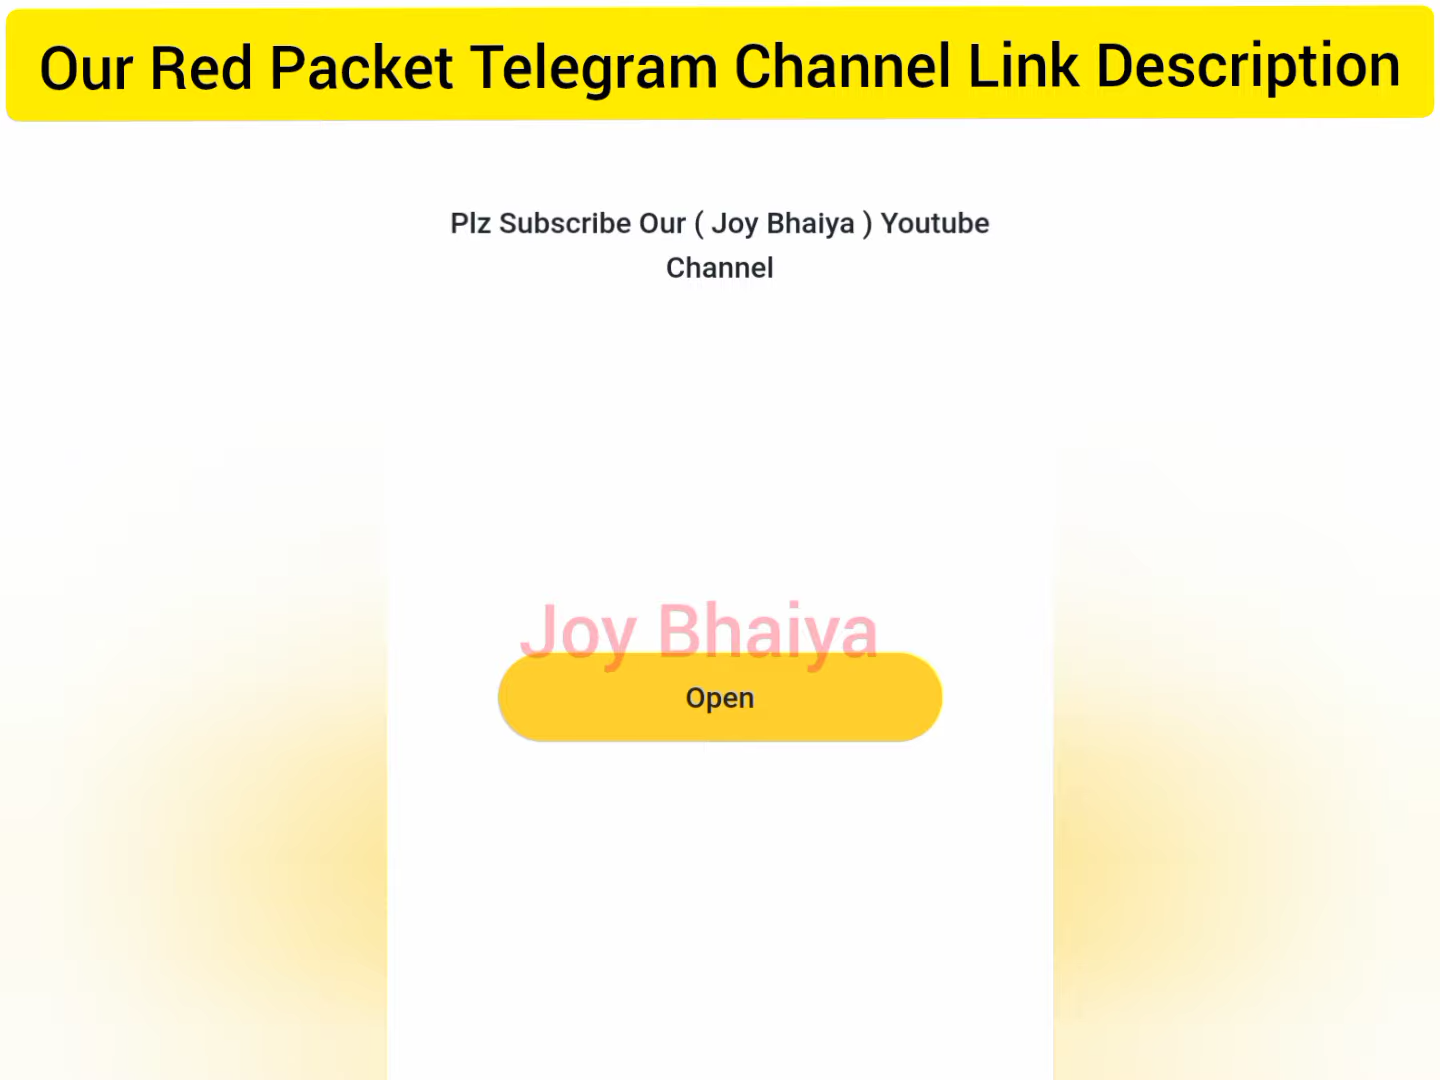 Our Red Packet Telegram Channel Link Description
Plz Subscribe Our ( Joy Bhaiya ) Youtube
Channel
Joy Bhaiya
Open